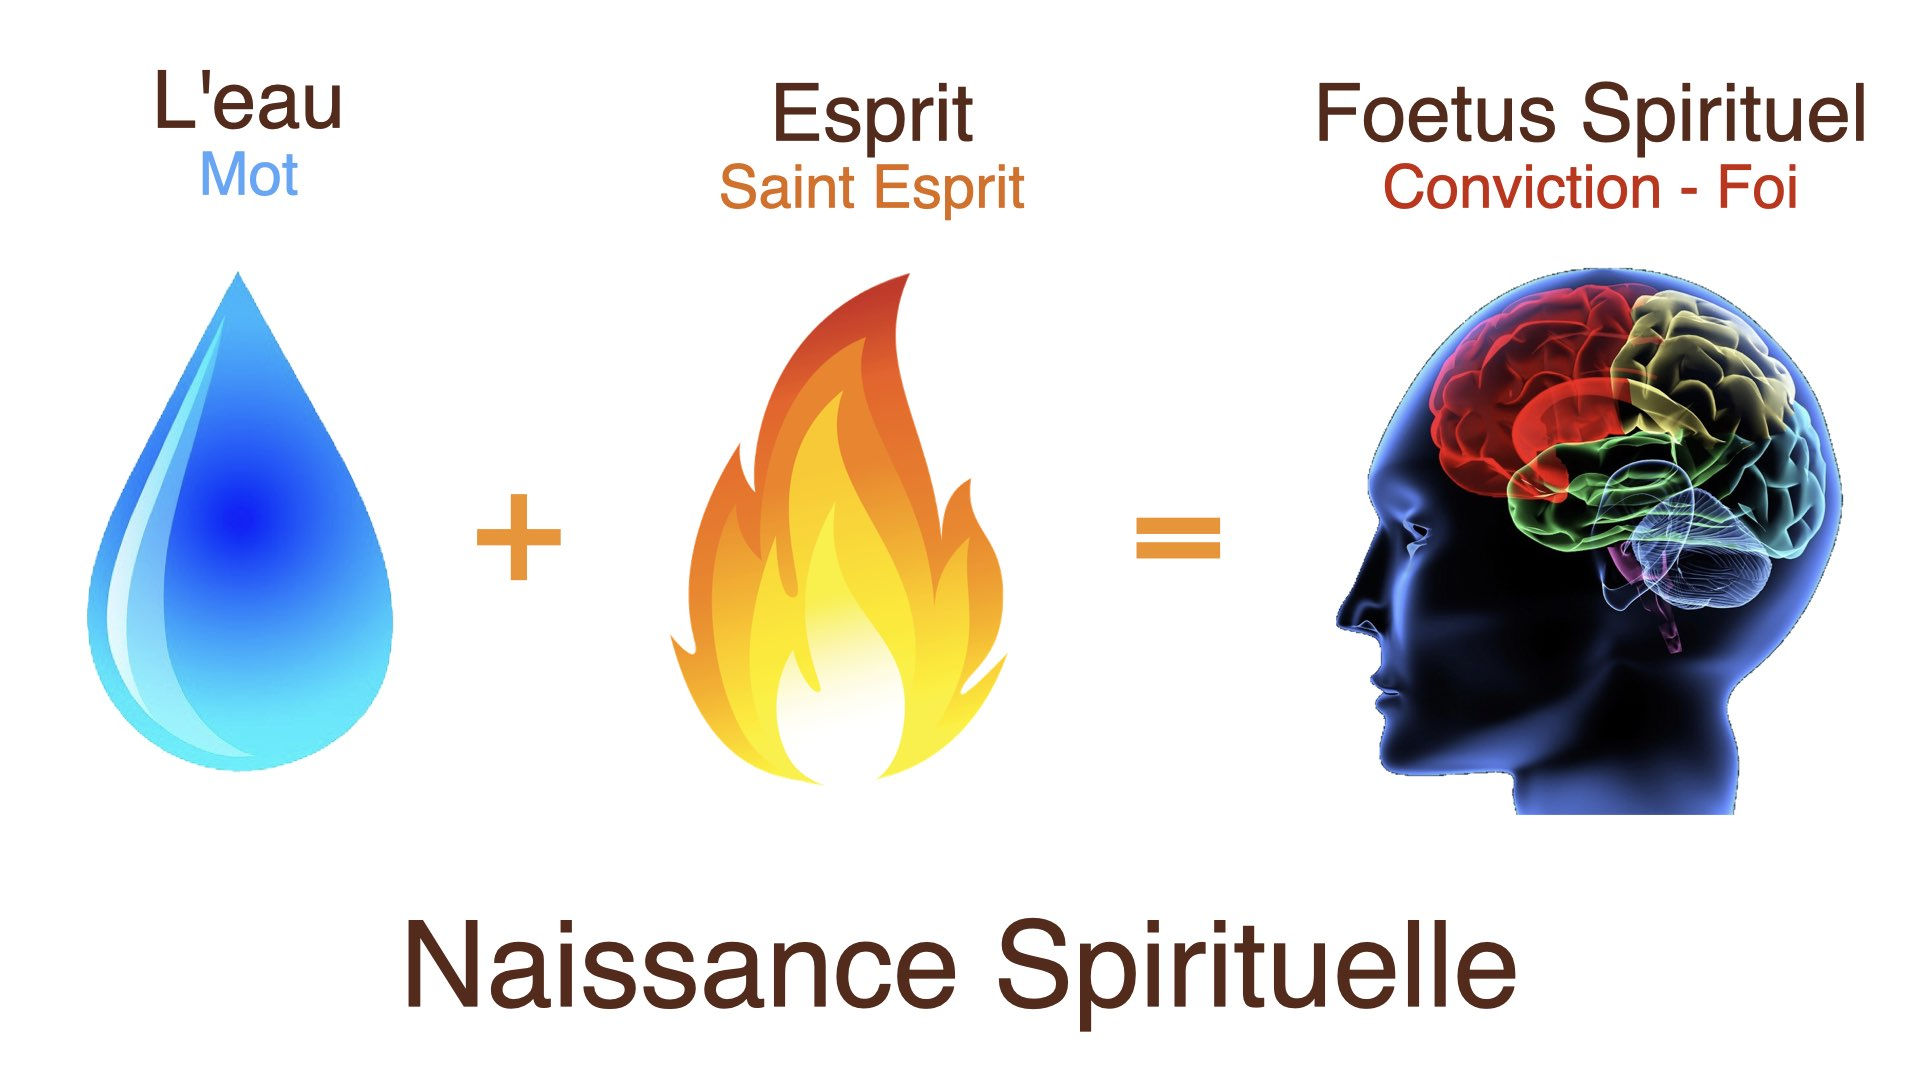 L'eau
Mot
Esprit
Saint Esprit
Foetus Spirituel
Conviction - Foi
+
=
Naissance Spirituelle